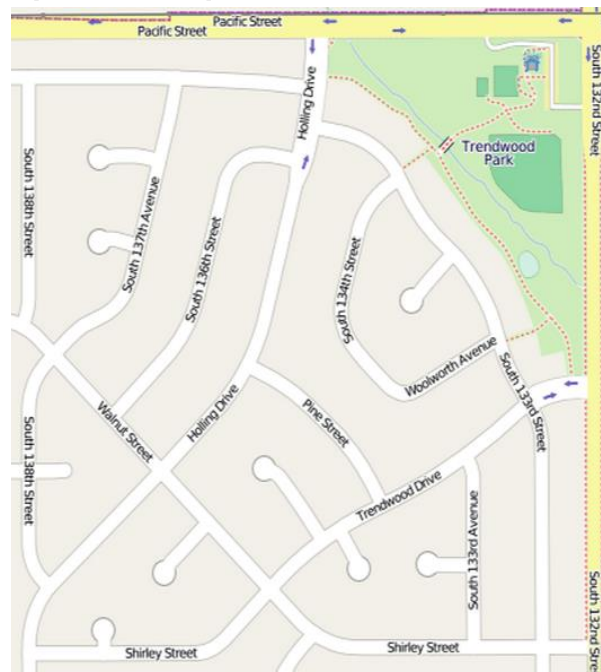 Pacific Street
Pacific Street
South 132nd Street
Holling Drive
Trendwood
Park
South 138th Street
South 137th Avenue
South 136th Street
South 134th Street
Woolworth Avenue
South 133rd Street
Walnut Street
Holling Drive
Pine Street
South 138th Street
Trendwood Drive
South 133rd Avenue
Shirley Street
Shirley Street
South 132nd Stree